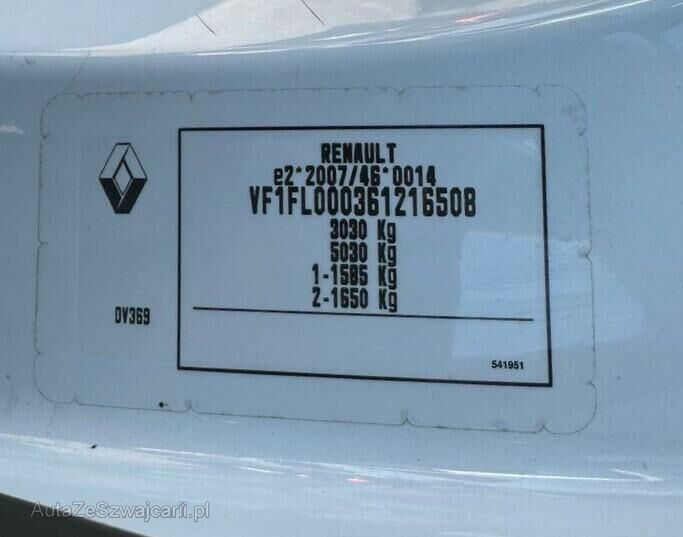 RENAULT
e2*2007/46*0014
VF1FL000361216508
3030 Kg
5030 Kg
1-1585 Kg
2-1650 Kg
DV369
541951
AutaZeSzwajcarii.pl